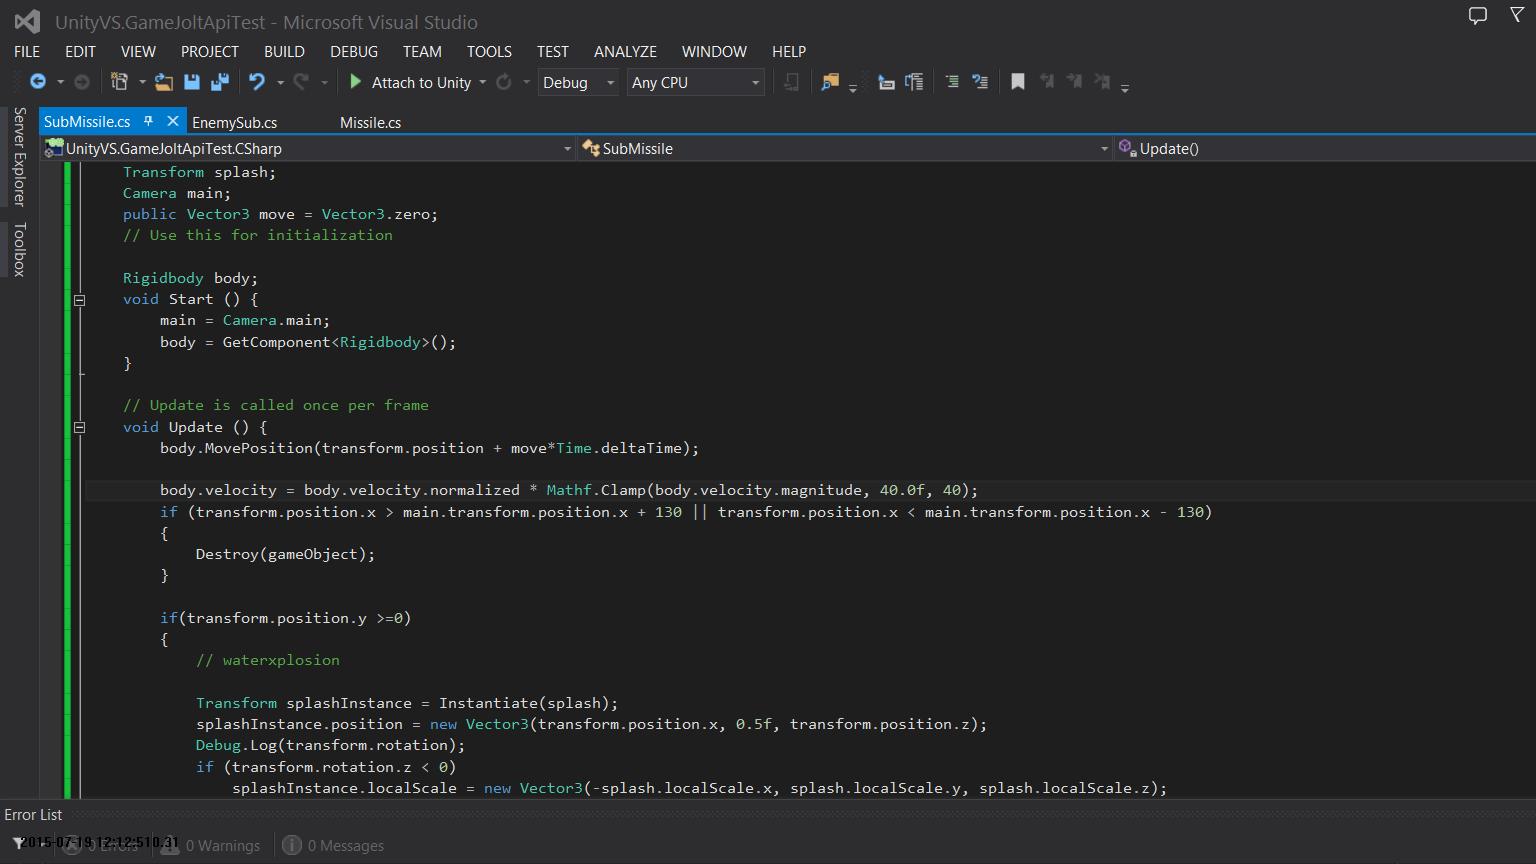 UnityVS.GameJoltApiTest - Microsoft Visual Studio
FILE EDIT VIEW PROJECT BUILD DEBUG TEAM TOOLS TEST ANALYZE WINDOW HELP
Attach to Unity Debug Any CPU
Server Explorer
Toolbox
SubMissile.cs EnemySub.cs Missile.cs
UnityVS.GameJoltApiTest.CSharp SubMissile Update()
Transform splash;
Camera main;
public Vector3 move = Vector3.zero;
// Use this for initialization
Rigidbody body;
void Start () {
main = Camera.main;
body = GetComponent<Rigidbody>();
}
// Update is called once per frame
void Update () {
body.MovePosition(transform.position + move*Time.deltaTime);
body.velocity = body.velocity.normalized * Mathf.Clamp(body.velocity.magnitude, 40.0f, 40);
if (transform.position.x > main.transform.position.x + 130 || transform.position.x < main.transform.position.x - 130)
{
Destroy(gameObject);
}
if(transform.position.y >=0)
{
// waterxplosion
Transform splashInstance = Instantiate(splash);
splashInstance.position = new Vector3(transform.position.x, 0.5f, transform.position.z);
Debug.Log(transform.rotation);
if (transform.rotation.z < 0)
splashInstance.localScale = new Vector3(-splash.localScale.x, splash.localScale.y, splash.localScale.z);
Error List
0 Errors 0 Warnings 0 Messages